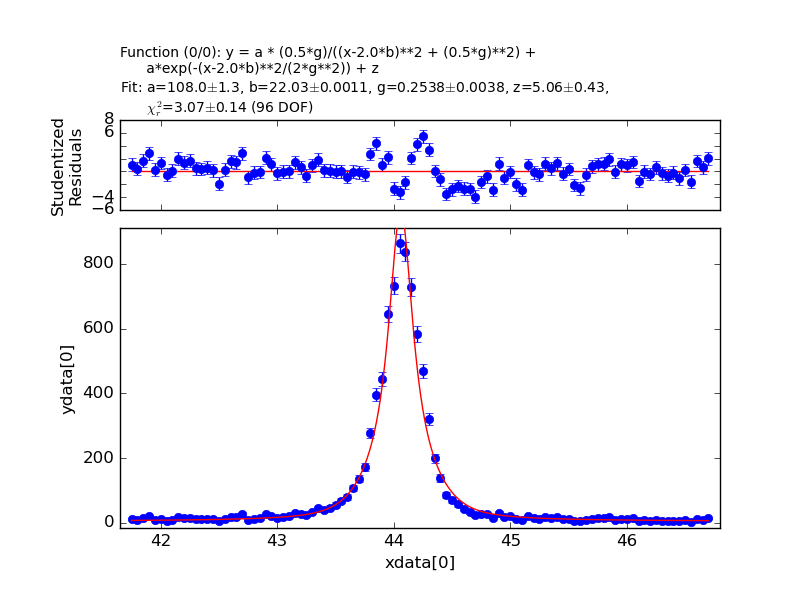 Function (0/0): y = a * (0.5*g)/((x-2.0*b)**2 + (0.5*g)**2) +
a*exp(-(x-2.0*b)**2/(2*g**2)) + z
Fit: a=108.0±1.3, b=22.03±0.0011, g=0.2538±0.0038, z=5.06±0.43,
χ²ᵣ=3.07±0.14 (96 DOF)
8
6
−4
−6
Studentized
Residuals
800
600
400
200
0
ydata[0]
42 43 44 45 46
xdata[0]